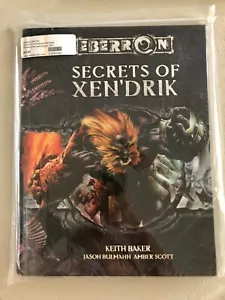 EBERRON
SECRETS OF
XEN'DRIK
KEITH BAKER
JASON BULMAHN AMBER SCOTT